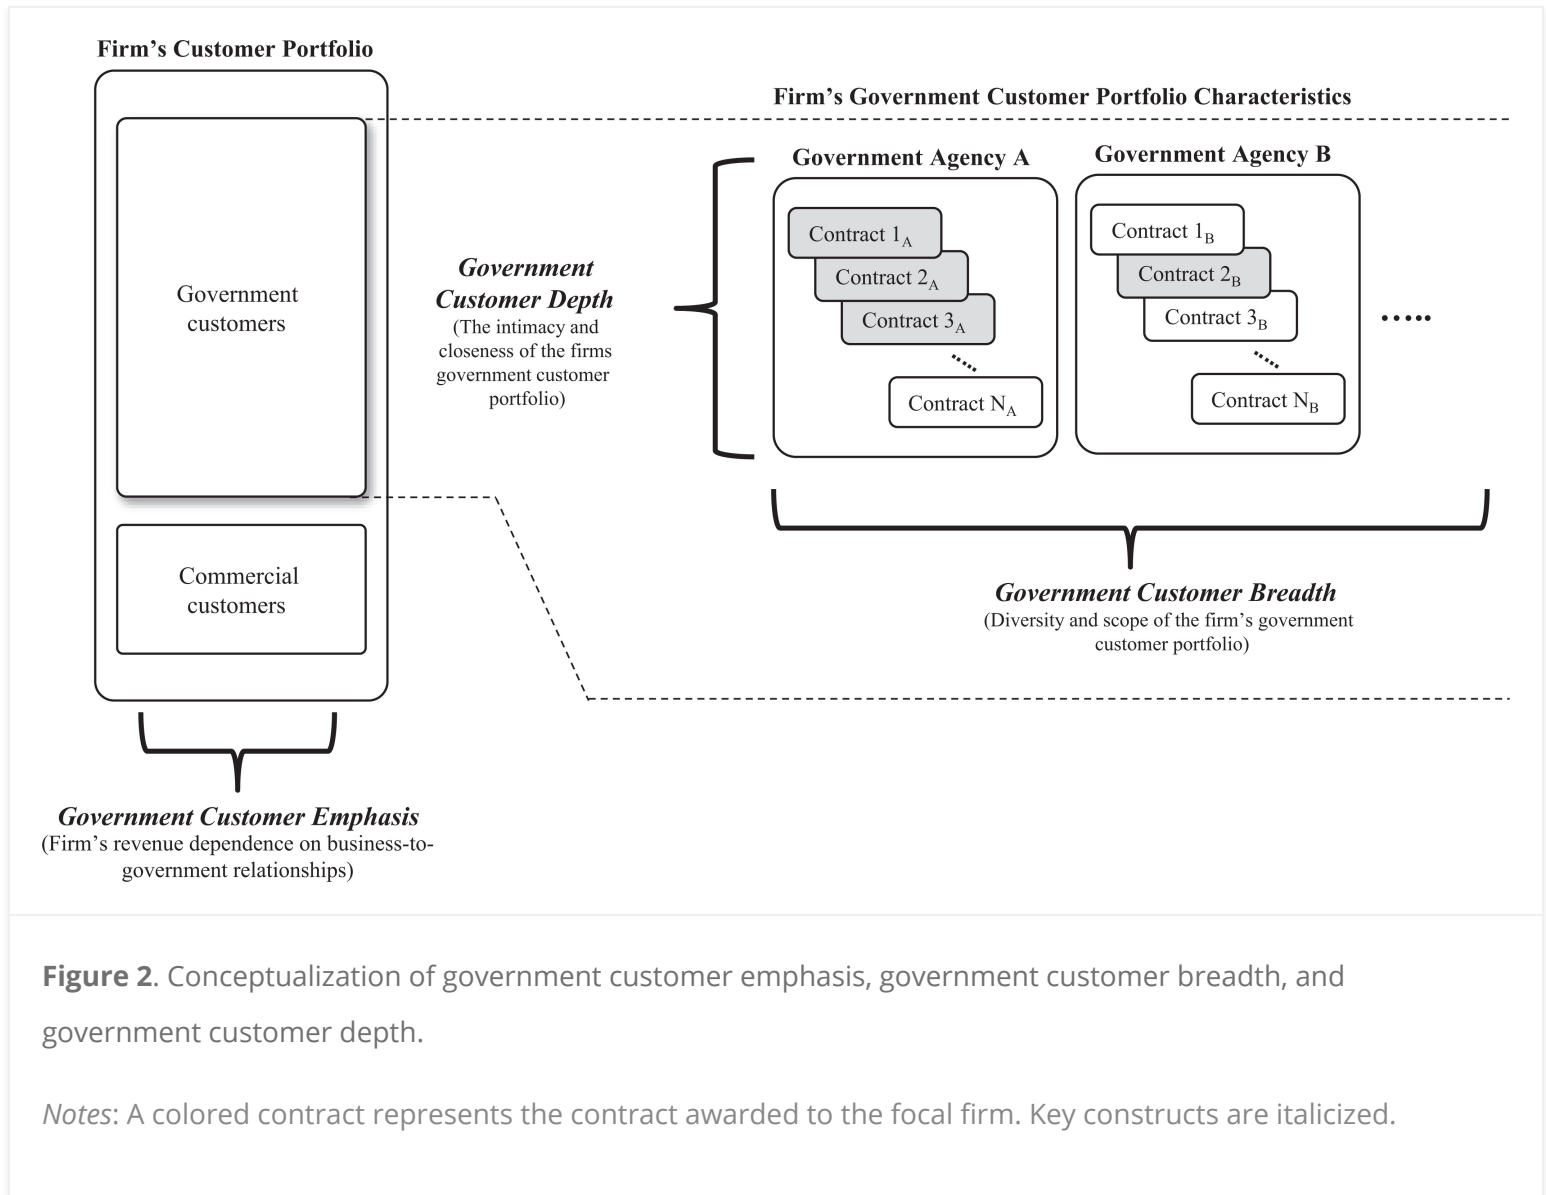 Firm’s Customer Portfolio
Government
customers
Commercial
customers
Government Customer Emphasis
(Firm’s revenue dependence on business-to-
government relationships)
Firm’s Government Customer Portfolio Characteristics
Government
Customer Depth
(The intimacy and
closeness of the firms
government customer
portfolio)
Government Agency A
Contract 1A
Contract 2A
Contract 3A
Contract NA
Government Agency B
Contract 1B
Contract 2B
Contract 3B
Contract NB
.....
Government Customer Breadth
(Diversity and scope of the firm’s government
customer portfolio)
Figure 2. Conceptualization of government customer emphasis, government customer breadth, and
government customer depth.
Notes: A colored contract represents the contract awarded to the focal firm. Key constructs are italicized.